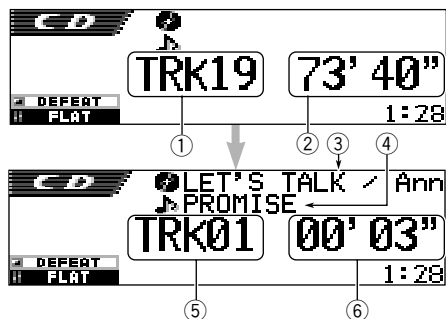 CD
TRK19 73' 40"
DEFEAT
FLAT 1:28
① ② ③ ④
CD LET'S TALK / Ann
PROMISE
TRK01 00' 03"
DEFEAT
FLAT 1:28
⑤ ⑥